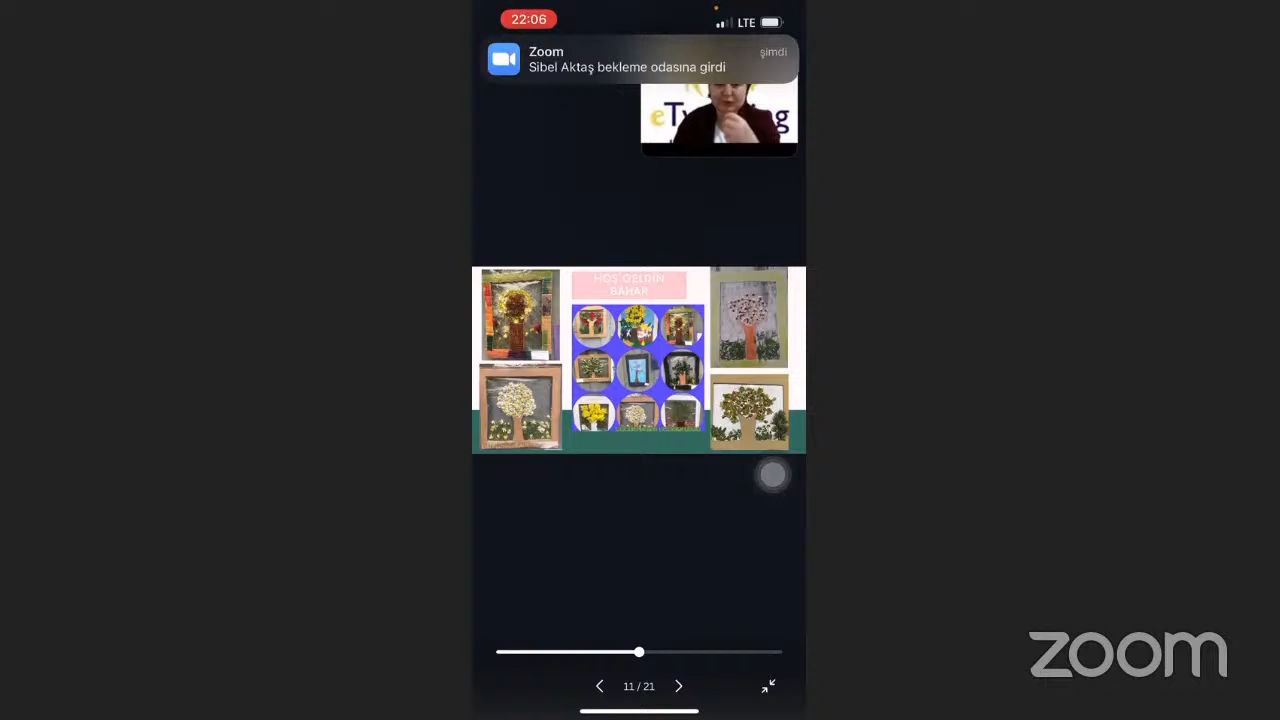 22:06
LTE
Zoom
şimdi
Sibel Aktaş bekleme odasına girdi
HOŞ GELDİN
BAHAR
11 / 21
zoom